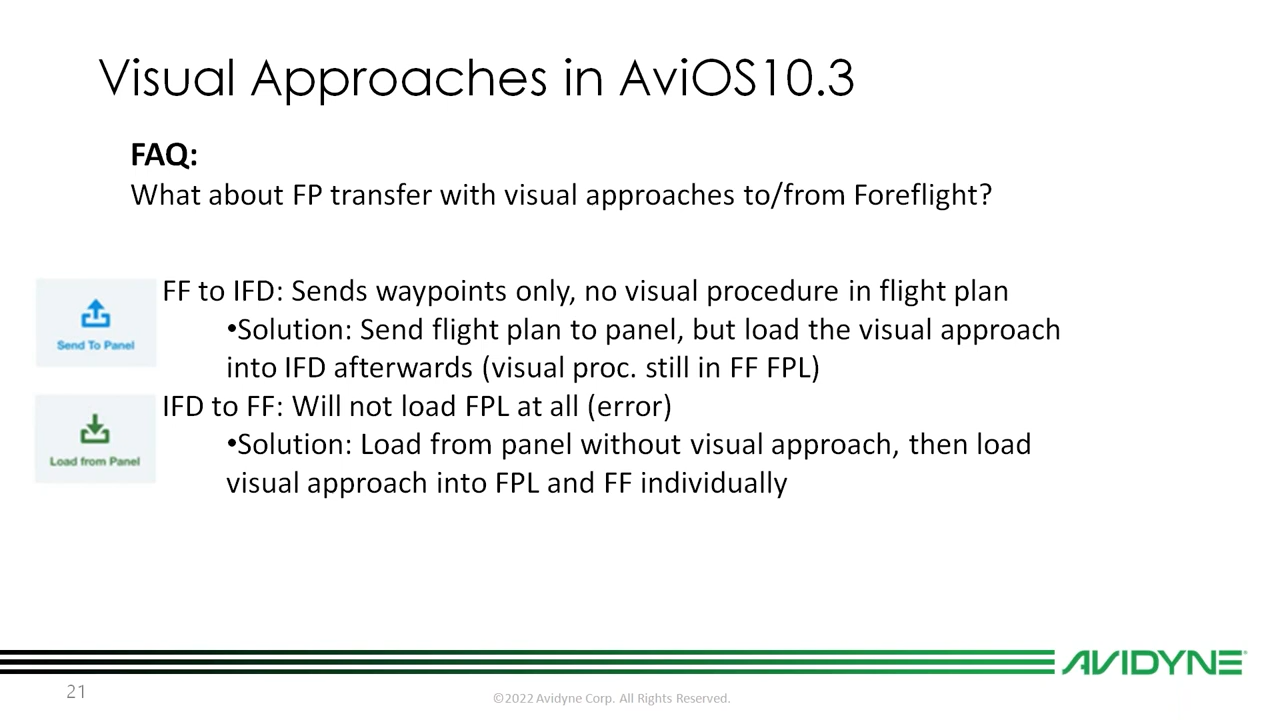 Visual Approaches in AviOS10.3
FAQ:
What about FP transfer with visual approaches to/from Foreflight?
FF to IFD: Sends waypoints only, no visual procedure in flight plan
•Solution: Send flight plan to panel, but load the visual approach
into IFD afterwards (visual proc. still in FF FPL)
Send To Panel
IFD to FF: Will not load FPL at all (error)
•Solution: Load from panel without visual approach, then load
visual approach into FPL and FF individually
Load from Panel
AVIDYNE
21
©2022 Avidyne Corp. All Rights Reserved.